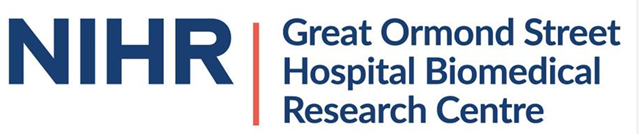 NIHR
Great Ormond Street
Hospital Biomedical
Research Centre